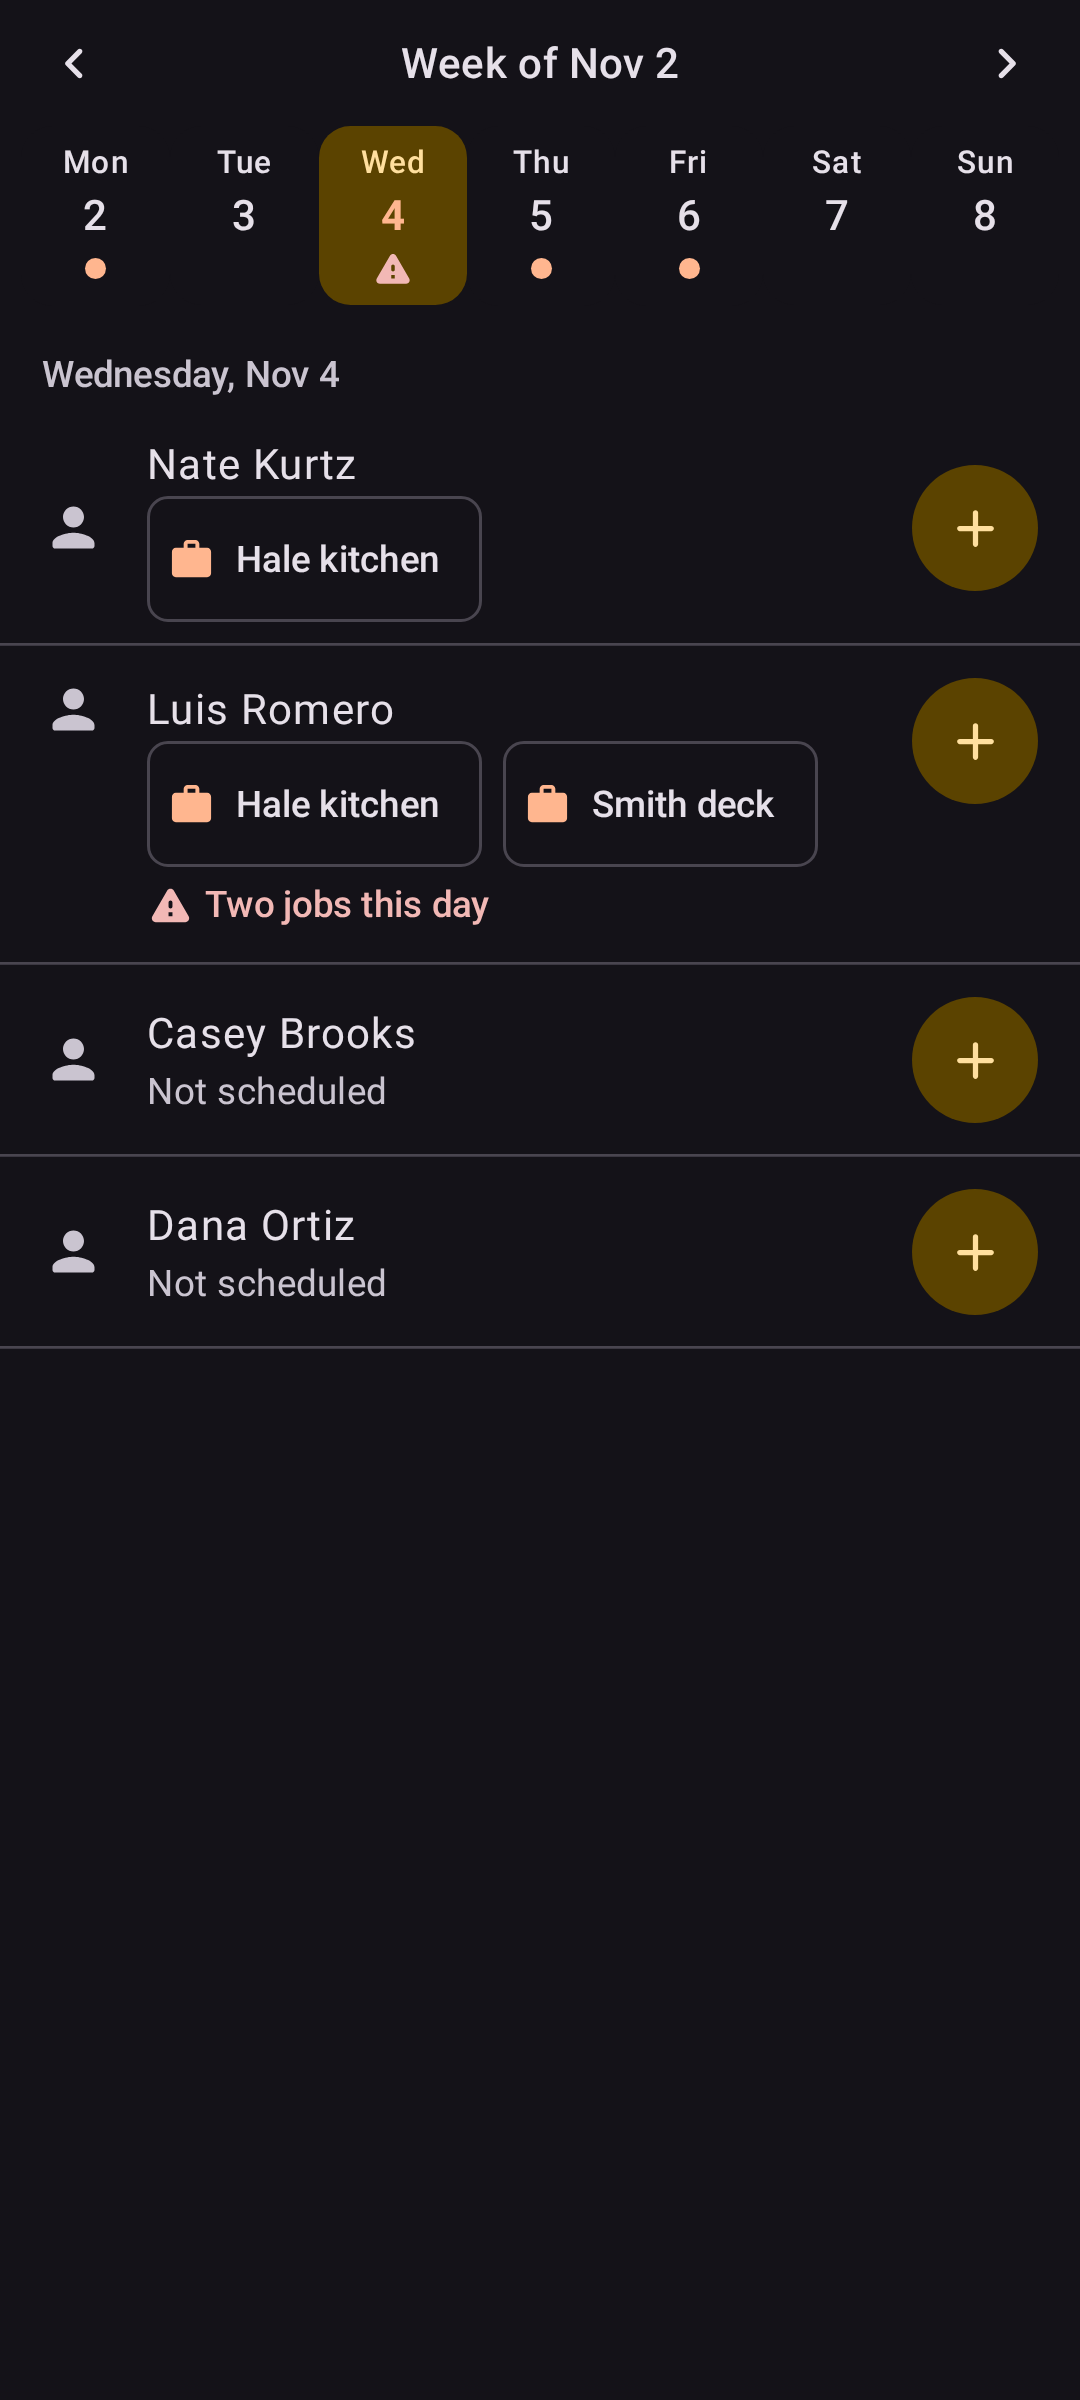 Week of Nov 2
Mon Tue Wed Thu Fri Sat Sun
2 3 4 5 6 7 8
Wednesday, Nov 4
Nate Kurtz
Hale kitchen
Luis Romero
Hale kitchen Smith deck
Two jobs this day
Casey Brooks
Not scheduled
Dana Ortiz
Not scheduled